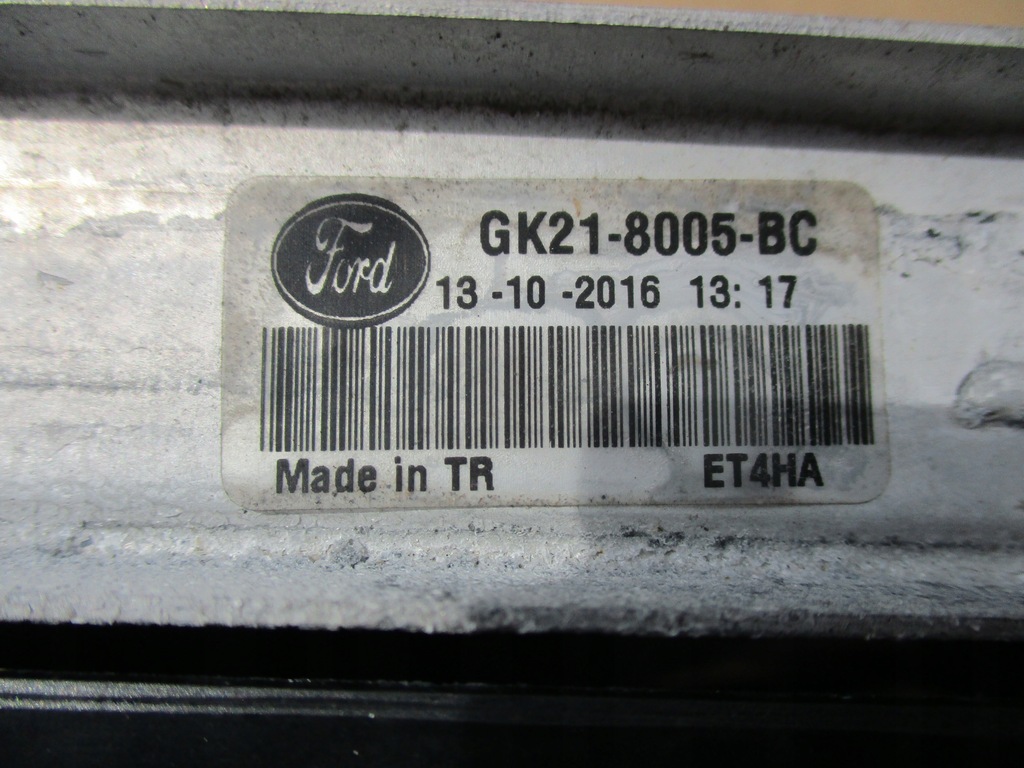 Ford
GK21-8005-BC
13 -10 -2016 13: 17
Made in TR
ET4HA